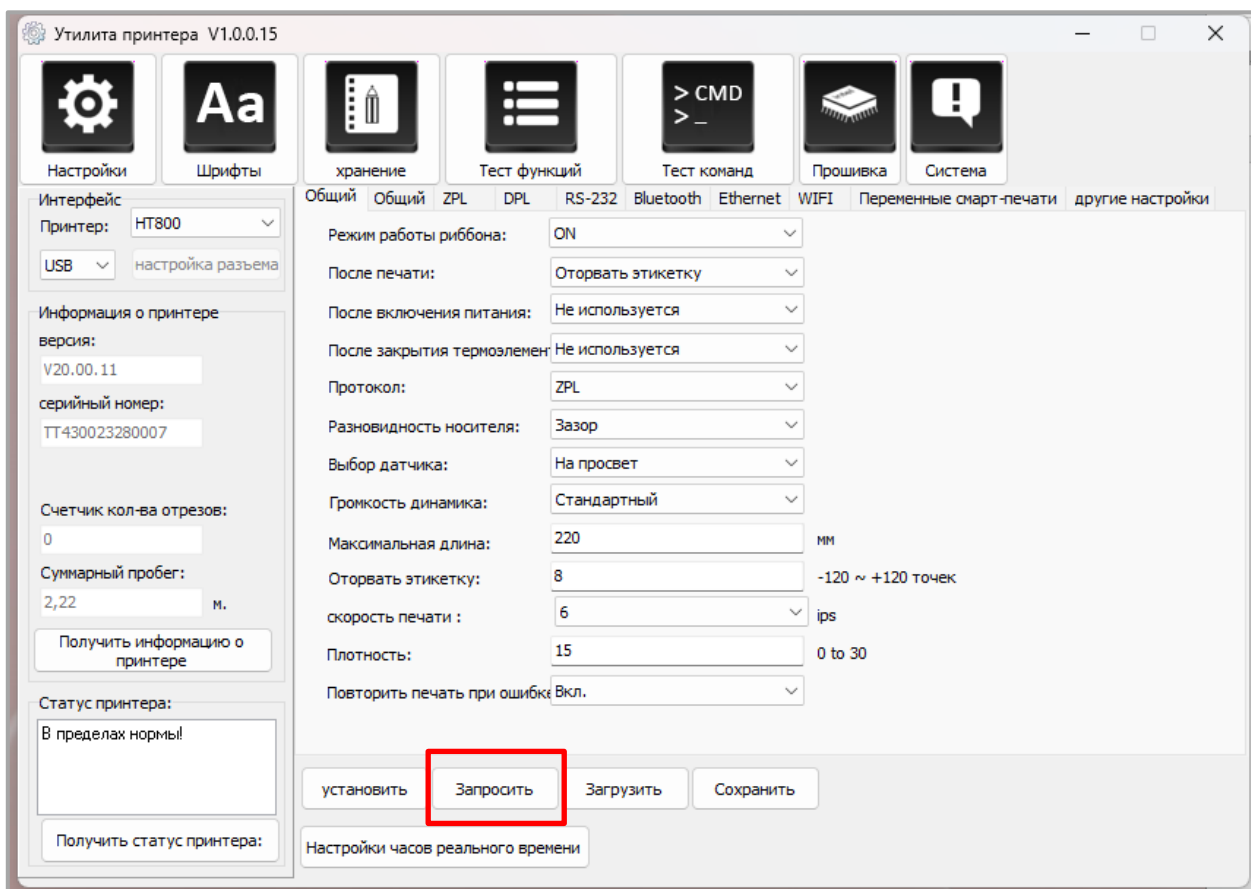 Утилита принтера V1.0.0.15
> CMD
> _
Aa
Настройки
Шрифты
хранение
Тест функций
Тест команд
Прошивка
Система
Интерфейс
Принтер: HT800
USB настройка разъема
Информация о принтере
версия:
V20.00.11
серийный номер:
TT430023280007
Счетчик кол-ва отрезов:
0
Суммарный пробег:
2,22 м.
Получить информацию о
принтере
Статус принтера:
В пределах нормы!
Получить статус принтера:
Общий Общий ZPL DPL RS-232 Bluetooth Ethernet WIFI Переменные смарт-печати другие настройки
Режим работы риббона: ON
После печати: Оторвать этикетку
После включения питания: Не используется
После закрытия термоэлемен Не используется
Протокол: ZPL
Разновидность носителя: Зазор
Выбор датчика: На просвет
Громкость динамика: Стандартный
Максимальная длина: 220 мм
Оторвать этикетку: 8 -120 ~ +120 точек
скорость печати : 6 ips
Плотность: 15 0 to 30
Повторить печать при ошибке Вкл.
установить Запросить Загрузить Сохранить
Настройки часов реального времени